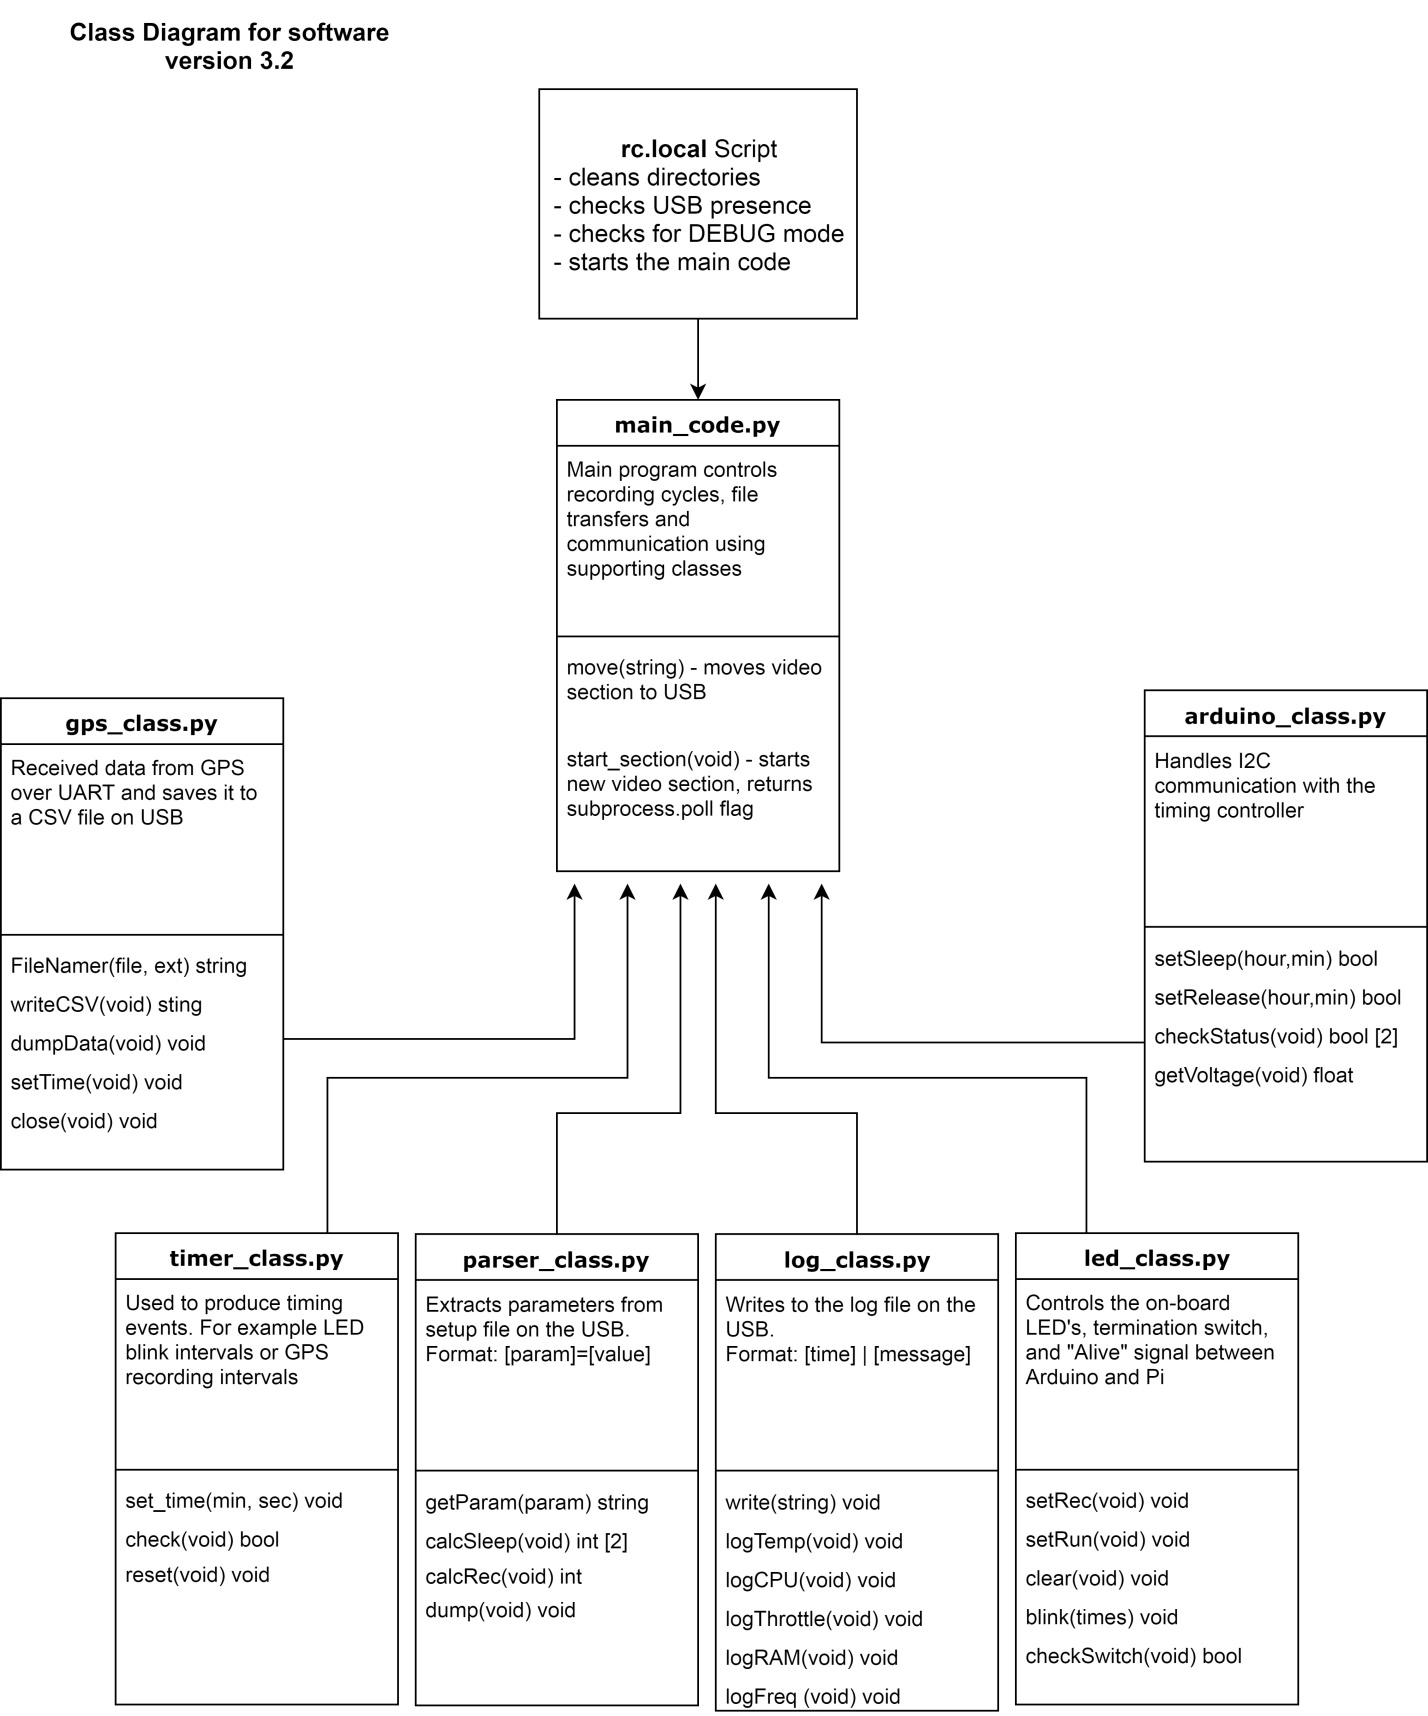 Class Diagram for software
version 3.2
rc.local Script
- cleans directories
- checks USB presence
- checks for DEBUG mode
- starts the main code
main_code.py
Main program controls
recording cycles, file
transfers and
communication using
supporting classes
move(string) - moves video
section to USB
start_section(void) - starts
new video section, returns
subprocess.poll flag
gps_class.py
Received data from GPS
over UART and saves it to
a CSV file on USB
FileNamer(file, ext) string
writeCSV(void) sting
dumpData(void) void
setTime(void) void
close(void) void
arduino_class.py
Handles I2C
communication with the
timing controller
setSleep(hour,min) bool
setRelease(hour,min) bool
checkStatus(void) bool [2]
getVoltage(void) float
timer_class.py
Used to produce timing
events. For example LED
blink intervals or GPS
recording intervals
set_time(min, sec) void
check(void) bool
reset(void) void
parser_class.py
Extracts parameters from
setup file on the USB.
Format: [param]=[value]
getParam(param) string
calcSleep(void) int [2]
calcRec(void) int
dump(void) void
log_class.py
Writes to the log file on the
USB.
Format: [time] | [message]
write(string) void
logTemp(void) void
logCPU(void) void
logThrottle(void) void
logRAM(void) void
logFreq (void) void
led_class.py
Controls the on-board
LED's, termination switch,
and "Alive" signal between
Arduino and Pi
setRec(void) void
setRun(void) void
clear(void) void
blink(times) void
checkSwitch(void) bool